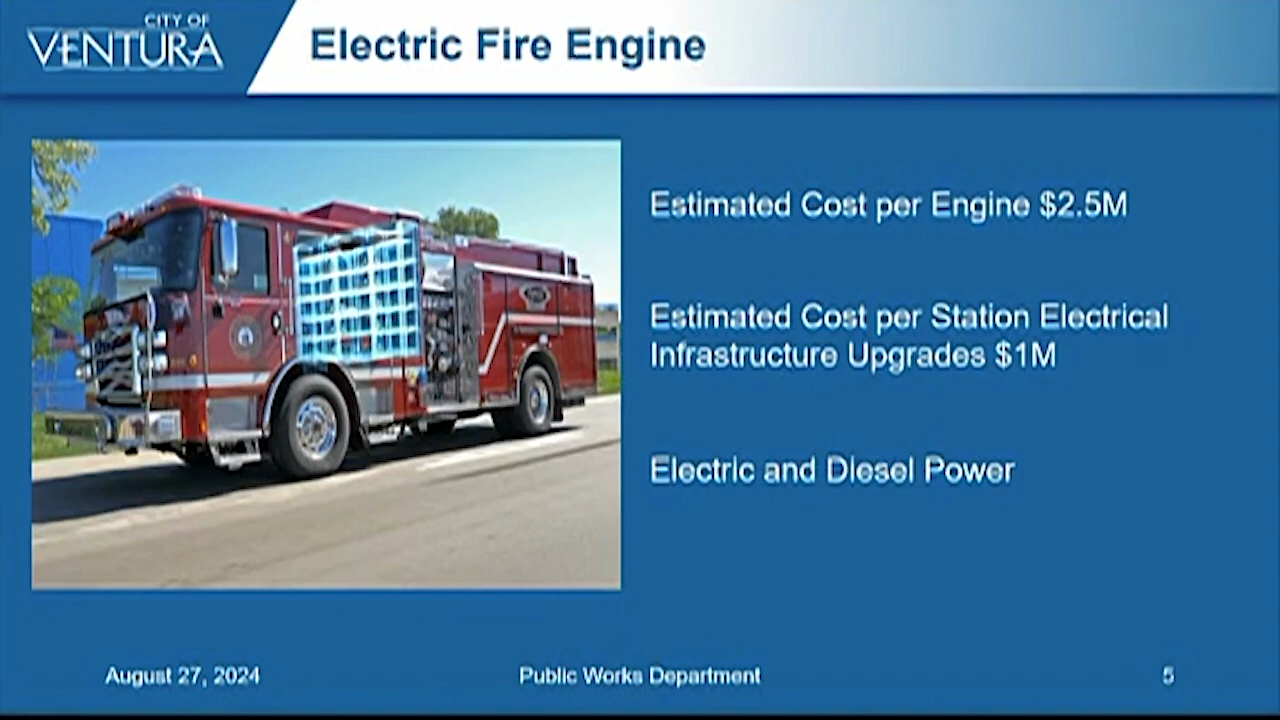 CITY OF
VENTURA
Electric Fire Engine
Estimated Cost per Engine $2.5M
Estimated Cost per Station Electrical
Infrastructure Upgrades $1M
Electric and Diesel Power
August 27, 2024
Public Works Department
5